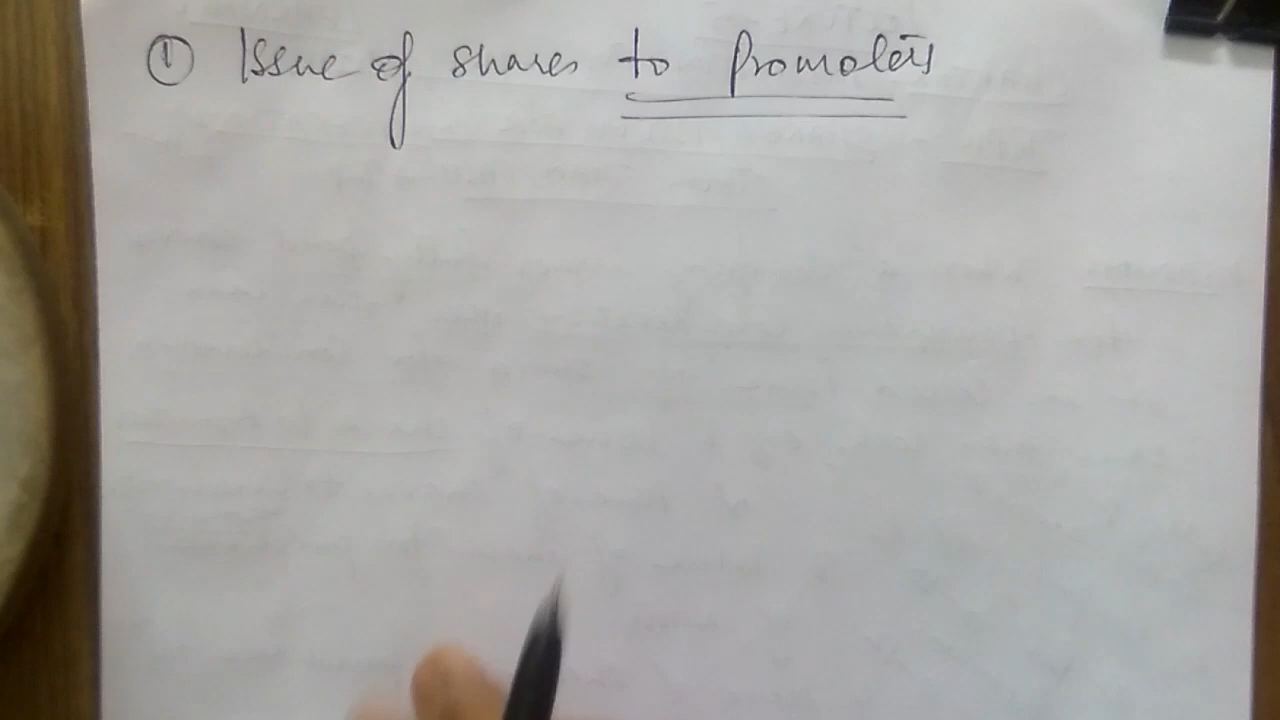 ① Issue of shares to Promoters